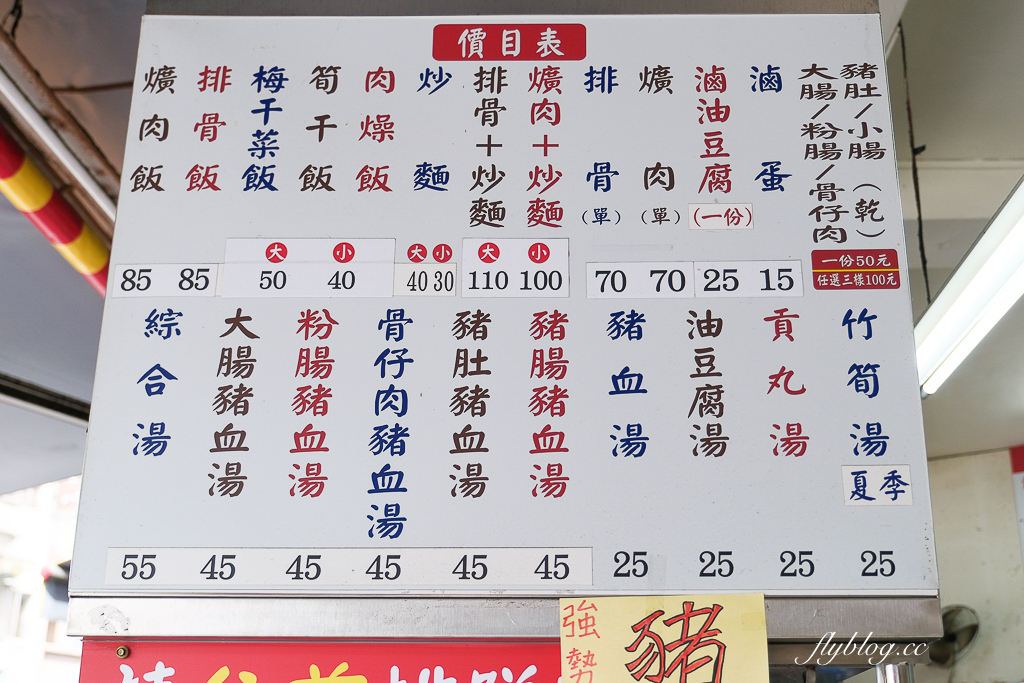 價目表
爌肉飯
排骨飯
梅干菜飯
筍干飯
肉燥飯
炒麵
排骨+炒麵
爌肉+炒麵
排骨(單)
爌肉(單)
滷油豆腐(一份)
滷蛋
豬肚/小腸(乾)
大腸/粉腸/骨仔肉
一份50元
任選三樣100元
大 小 大 小 大 小
85 85 50 40 40 30 110 100 70 70 25 15
綜合湯
大腸豬血湯
粉腸豬血湯
骨仔肉豬血湯
豬肚豬血湯
豬腸豬血湯
豬血湯
油豆腐湯
貢丸湯
竹筍湯
夏季
55 45 45 45 45 45 25 25 25 25
強勢
豬
flyblog.cc